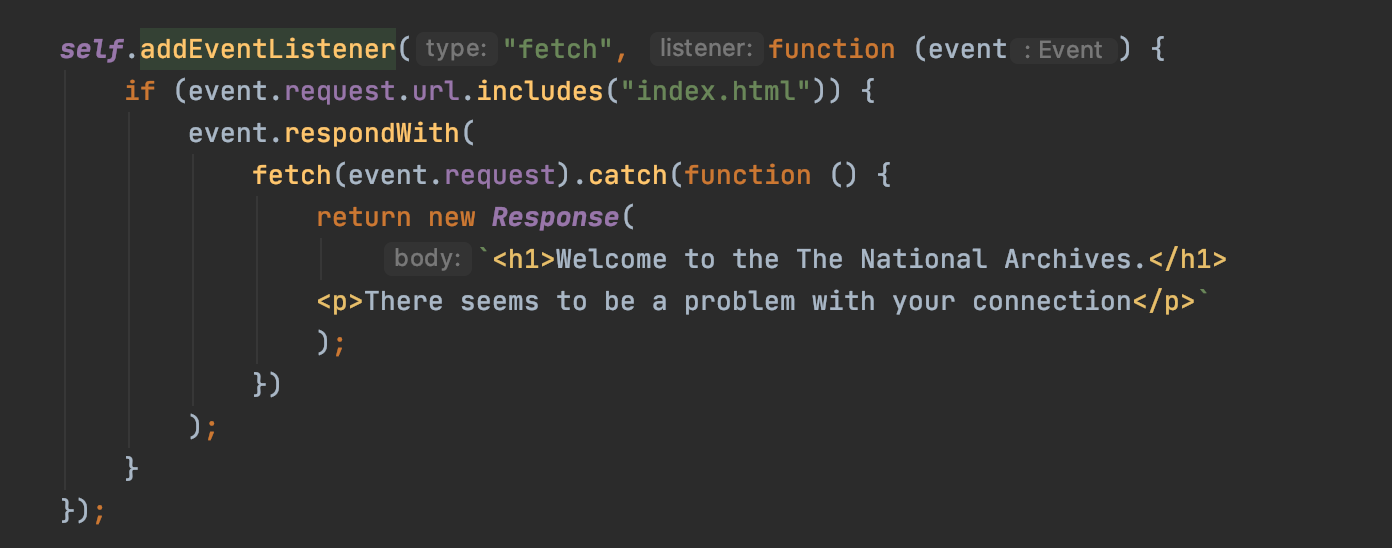 self.addEventListener( type: "fetch", listener: function (event : Event ) {
if (event.request.url.includes("index.html")) {
event.respondWith(
fetch(event.request).catch(function () {
return new Response(
body: `<h1>Welcome to the The National Archives.</h1>
<p>There seems to be a problem with your connection</p>`
);
})
);
}
});